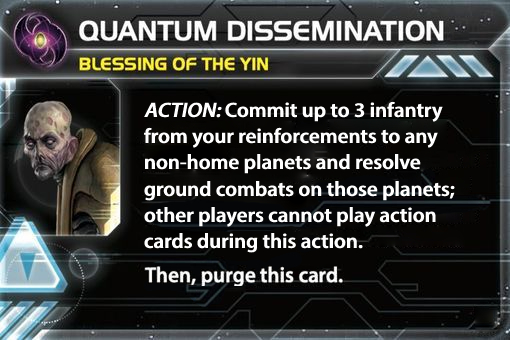 QUANTUM DISSEMINATION
BLESSING OF THE YIN
ACTION: Commit up to 3 infantry
from your reinforcements to any
non-home planets and resolve
ground combats on those planets;
other players cannot play action
cards during this action.
Then, purge this card.